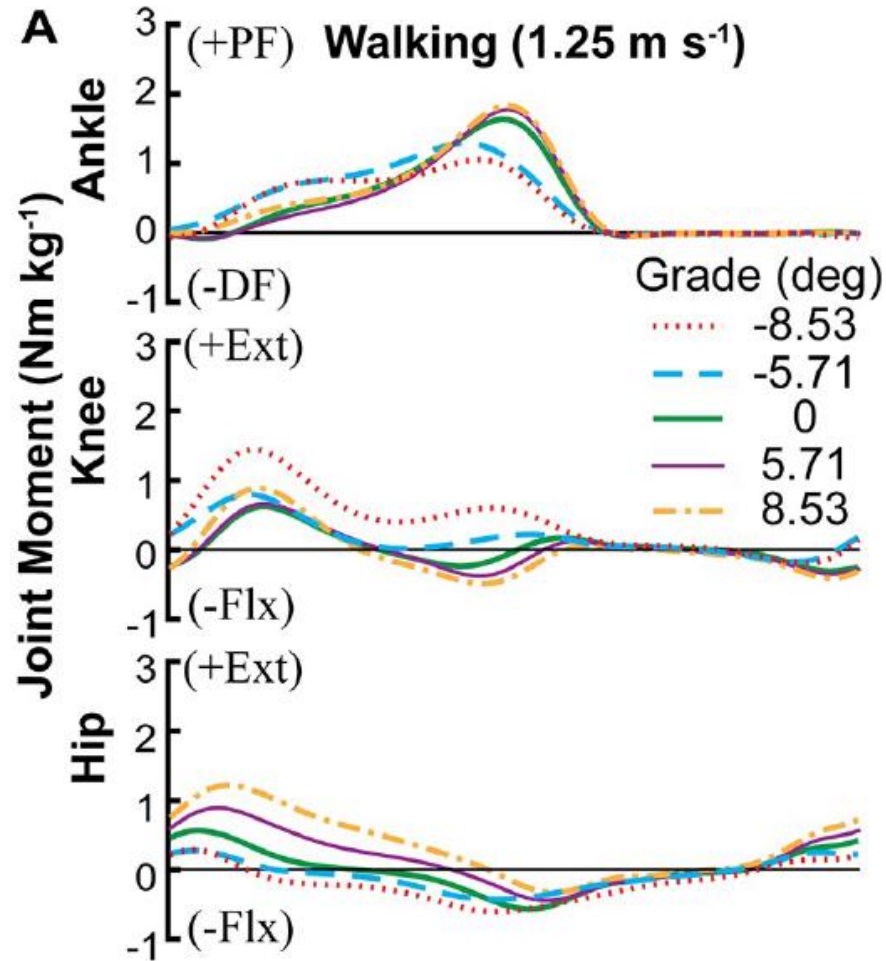 A
Walking (1.25 m s⁻¹)
Joint Moment (Nm kg⁻¹)
Ankle
3
(+PF)
2
1
0
(-DF)
-1
Grade (deg)
-8.53
-5.71
0
5.71
8.53
Knee
3
(+Ext)
2
1
0
(-Flx)
-1
Hip
3
(+Ext)
2
1
0
(-Flx)
-1